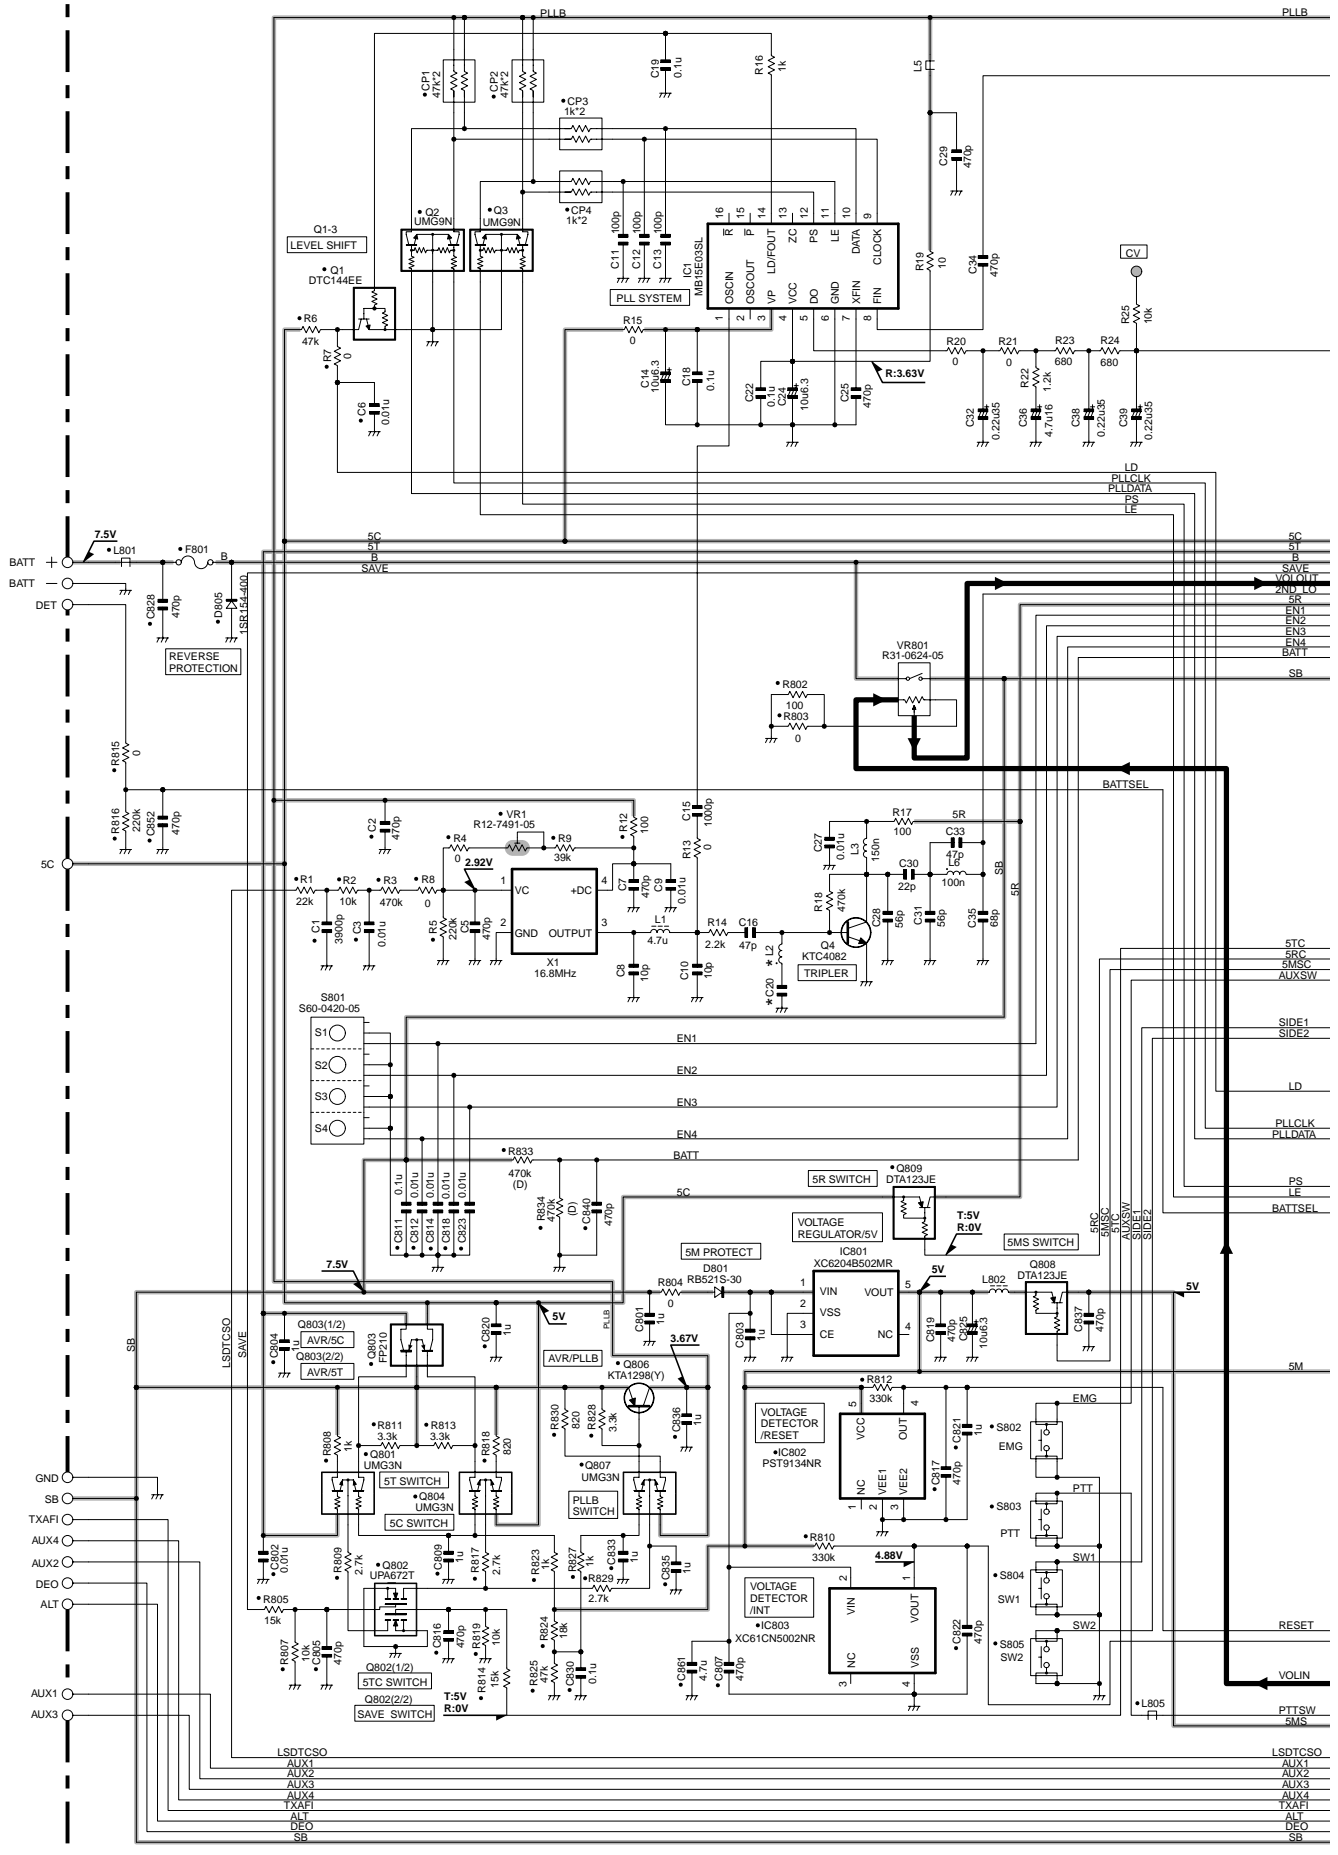 PLLB
PLLB
CP1
47k*2
CP2
47k*2
C19
0.1u
R16
1k
L5
CP3
1k*2
C29
470p
CP4
1k*2
Q2
UMG9N
Q3
UMG9N
Q1-3
LEVEL SHIFT
Q1
DTC144EE
C11
100p
C12
100p
C13
100p
PLL SYSTEM
IC1
MB15E03SL
16 15 14 13 12 11 10 9
R P LD/FOUT ZC PS LE DATA CLOCK
OSCIN OSCOUT VP VCC DO GND XFIN FIN
1 2 3 4 5 6 7 8
R19
10
C34
470p
CV
R25
10k
R6
47k
R7
0
C6
0.01u
R15
0
C14
10u6.3
C18
0.1u
C22
0.1u
C24
10u6.3
C25
470p
R:3.63V
R20
0
R21
0
R23
680
R24
680
R22
1.2k
C32
0.22u35
C36
4.7u16
C38
0.22u35
C39
0.22u35
LD
PLLCLK
PLLDATA
PS
LE
7.5V
BATT +
L801
F801
B
BATT −
DET
C828
470p
D805
1SR154-400
REVERSE
PROTECTION
5C
5T
B
SAVE
5C
5T
B
SAVE
VOLOUT
2ND_LO
5R
EN1
EN2
EN3
EN4
BATT
SB
VR801
R31-0624-05
R802
100
R803
0
R815
0
R816
220k
C852
470p
BATTSEL
5C
C2
470p
VR1
R12-7491-05
R4
0
R9
39k
R12
100
2.92V
R1
22k
R2
10k
R3
470k
R8
0
C1
3900p
C3
0.01u
R5
220k
C5
470p
1 VC
+DC 4
2 GND
OUTPUT 3
X1
16.8MHz
C7
470p
C9
0.01u
L1
4.7u
C8
10p
C10
10p
C15
1000p
R13
0
R14
2.2k
C16
47p
* L2
* C20
R18
470k
C27
0.01u
L3
150n
R17
100
5R
C33
47p
C30
22p
L6
100n
C28
56p
C31
56p
C35
68p
SB
5R
Q4
KTC4082
TRIPLER
5TC
5RC
5MSC
AUXSW
SIDE1
SIDE2
LD
PLLCLK
PLLDATA
PS
LE
BATTSEL
S801
S60-0420-05
S1
S2
S3
S4
EN1
EN2
EN3
EN4
BATT
R833
470k
(D)
C811
0.1u
C812
0.01u
C814
0.01u
C818
0.01u
C823
0.01u
R834
470k
(D)
C840
470p
5C
5R SWITCH
Q809
DTA123JE
T:5V
R:0V
5RC
5MSC
5TC
AUXSW
SIDE1
SIDE2
VOLTAGE
REGULATOR/5V
5M PROTECT
IC801
XC6204B502MR
1 VIN
VOUT 5
2 VSS
3 CE
NC 4
D801
RB521S-30
R804
0
C801
1u
C803
1u
5V
L802
5MS SWITCH
Q808
DTA123JE
5V
C819
470p
C825
10u6.3
C837
470p
5M
7.5V
SB
LSDTCSO
SAVE
C804
1u
Q803(1/2)
AVR/5C
Q803(2/2)
AVR/5T
Q803
FP210
C820
1u
5V
PLLB
3.67V
AVR/PLLB
Q806
KTA1298(Y)
R808
1k
R811
3.3k
R813
3.3k
R818
820
R830
820
R828
3.3k
C836
1u
Q801
UMG3N
5T SWITCH
Q804
UMG3N
5C SWITCH
Q807
UMG3N
PLLB
SWITCH
VOLTAGE
DETECTOR
/RESET
IC802
PST9134NR
R812
330k
5 VCC
4 OUT
NC VEE1 VEE2
1 2 3
C821
1u
C817
470p
EMG
S802
EMG
PTT
S803
PTT
SW1
S804
SW1
SW2
S805
SW2
GND
SB
TXAFI
AUX4
AUX2
DEO
ALT
AUX1
AUX3
C802
0.01u
R809
2.7k
C809
1u
R817
2.7k
R823
1k
R827
1k
C833
1u
C835
1u
R829
2.7k
Q802
UPA672T
R805
15k
R807
10k
C805
470p
C816
470p
R819
10k
R814
15k
R824
18k
R825
47k
C830
0.1u
Q802(1/2)
5TC SWITCH
Q802(2/2)
SAVE SWITCH
T:5V
R:0V
R810
330k
4.88V
VOLTAGE
DETECTOR
/INT
IC803
XC61CN5002NR
2 1
VIN VOUT
NC VSS
3 4
C861
4.7u
C807
470p
C822
470p
RESET
VOLIN
L805
PTTSW
5MS
LSDTCSO
AUX1
AUX2
AUX3
AUX4
TXAFI
ALT
DEO
SB
LSDTCSO
AUX1
AUX2
AUX3
AUX4
TXAFI
ALT
DEO
SB